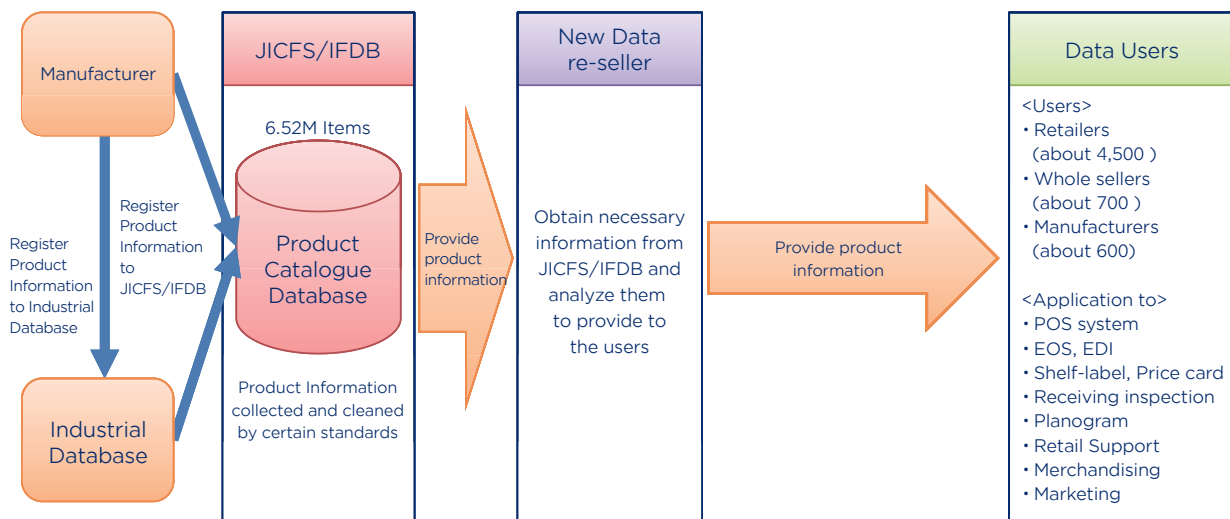 Manufacturer
Register
Product
Information
to Industrial
Database
Register
Product
Information
to
JICFS/IFDB
Industrial
Database
JICFS/IFDB
6.52M Items
Product
Catalogue
Database
Product Information
collected and cleaned
by certain standards
Provide
product
information
New Data
re-seller
Obtain necessary
information from
JICFS/IFDB and
analyze them
to provide to
the users
Provide product
information
Data Users
<Users>
• Retailers
(about 4,500 )
• Whole sellers
(about 700 )
• Manufacturers
(about 600)
<Application to>
• POS system
• EOS, EDI
• Shelf-label, Price card
• Receiving inspection
• Planogram
• Retail Support
• Merchandising
• Marketing